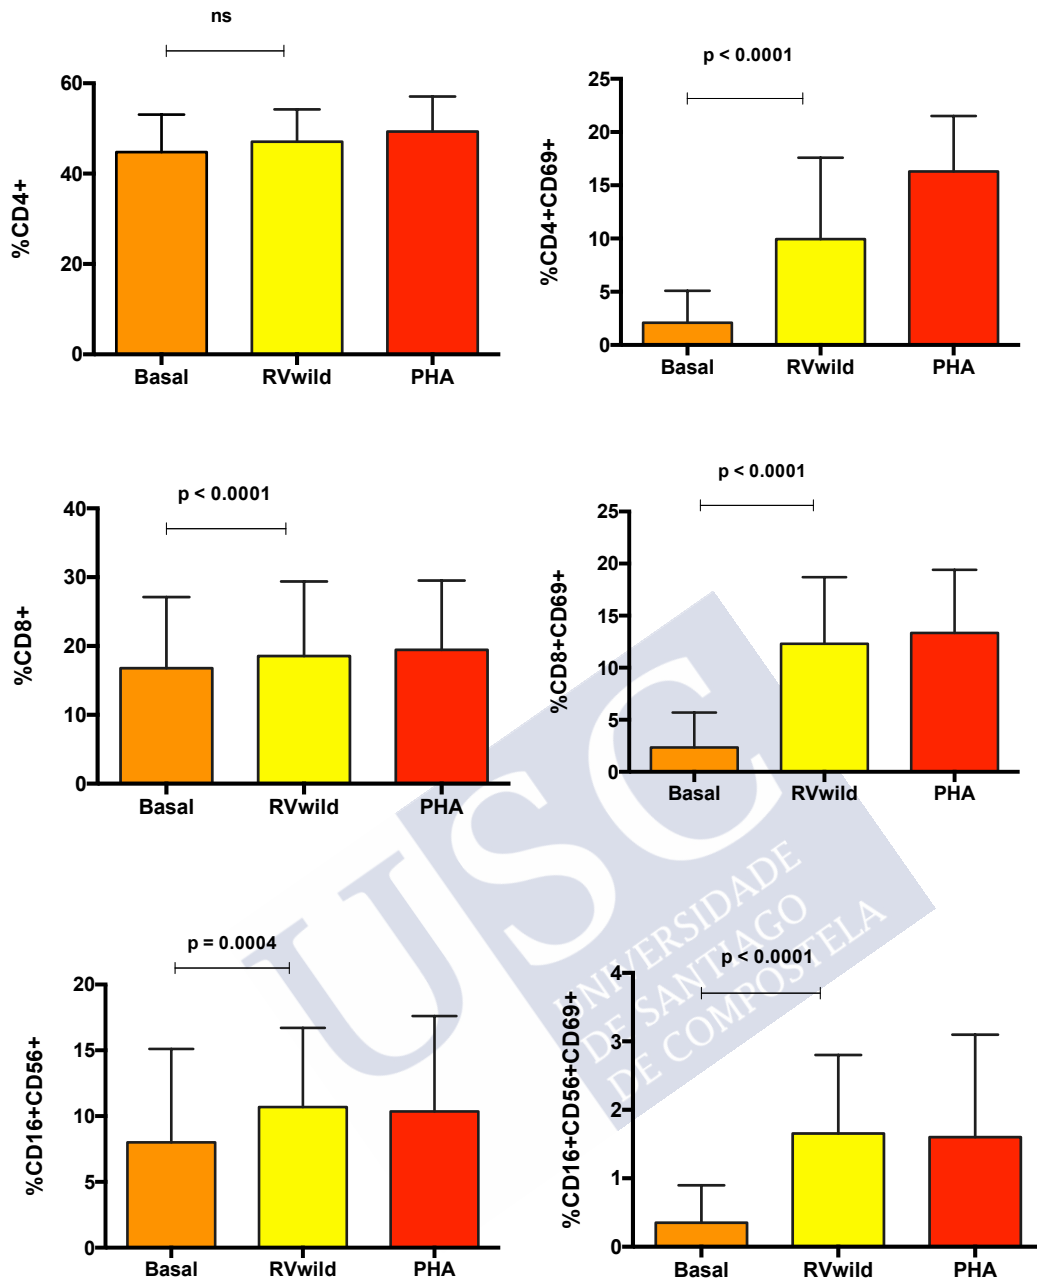 ns
%CD4+
60
40
20
0
Basal RVwild PHA
p < 0.0001
%CD4+CD69+
25
20
15
10
5
0
Basal RVwild PHA
p < 0.0001
%CD8+
40
30
20
10
0
Basal RVwild PHA
p < 0.0001
%CD8+CD69+
25
20
15
10
5
0
Basal RVwild PHA
p = 0.0004
%CD16+CD56+
20
15
10
5
0
Basal RVwild PHA
p < 0.0001
%CD16+CD56+CD69+
4
3
2
1
0
Basal RVwild PHA
USC
UNIVERSIDADE
DE SANTIAGO
DE COMPOSTELA